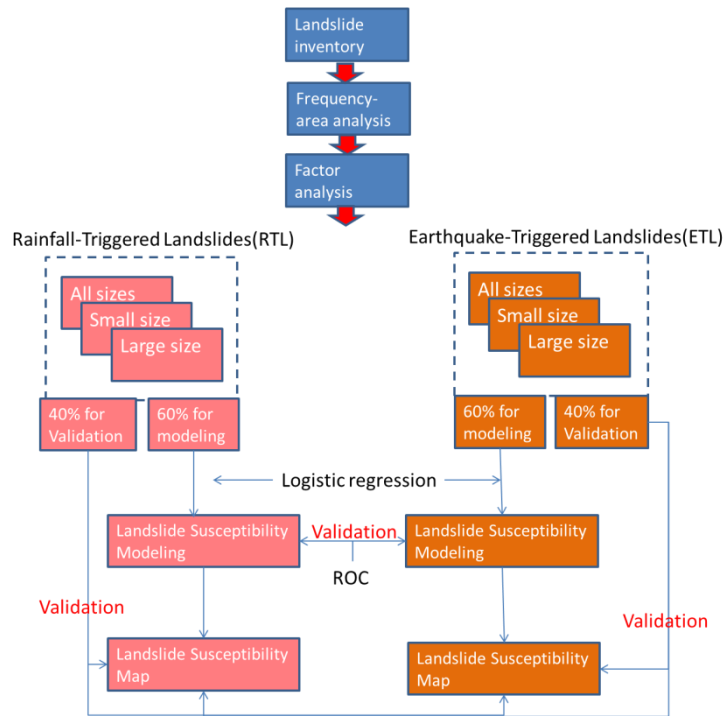 Landslide
inventory
Frequency-
area analysis
Factor
analysis
Rainfall-Triggered Landslides(RTL)
Earthquake-Triggered Landslides(ETL)
All sizes
Small size
Large size
All sizes
Small size
Large size
40% for
Validation
60% for
modeling
60% for
modeling
40% for
Validation
Logistic regression
Landslide Susceptibility
Modeling
Validation
Landslide Susceptibility
Modeling
ROC
Validation
Validation
Landslide Susceptibility
Map
Landslide Susceptibility
Map